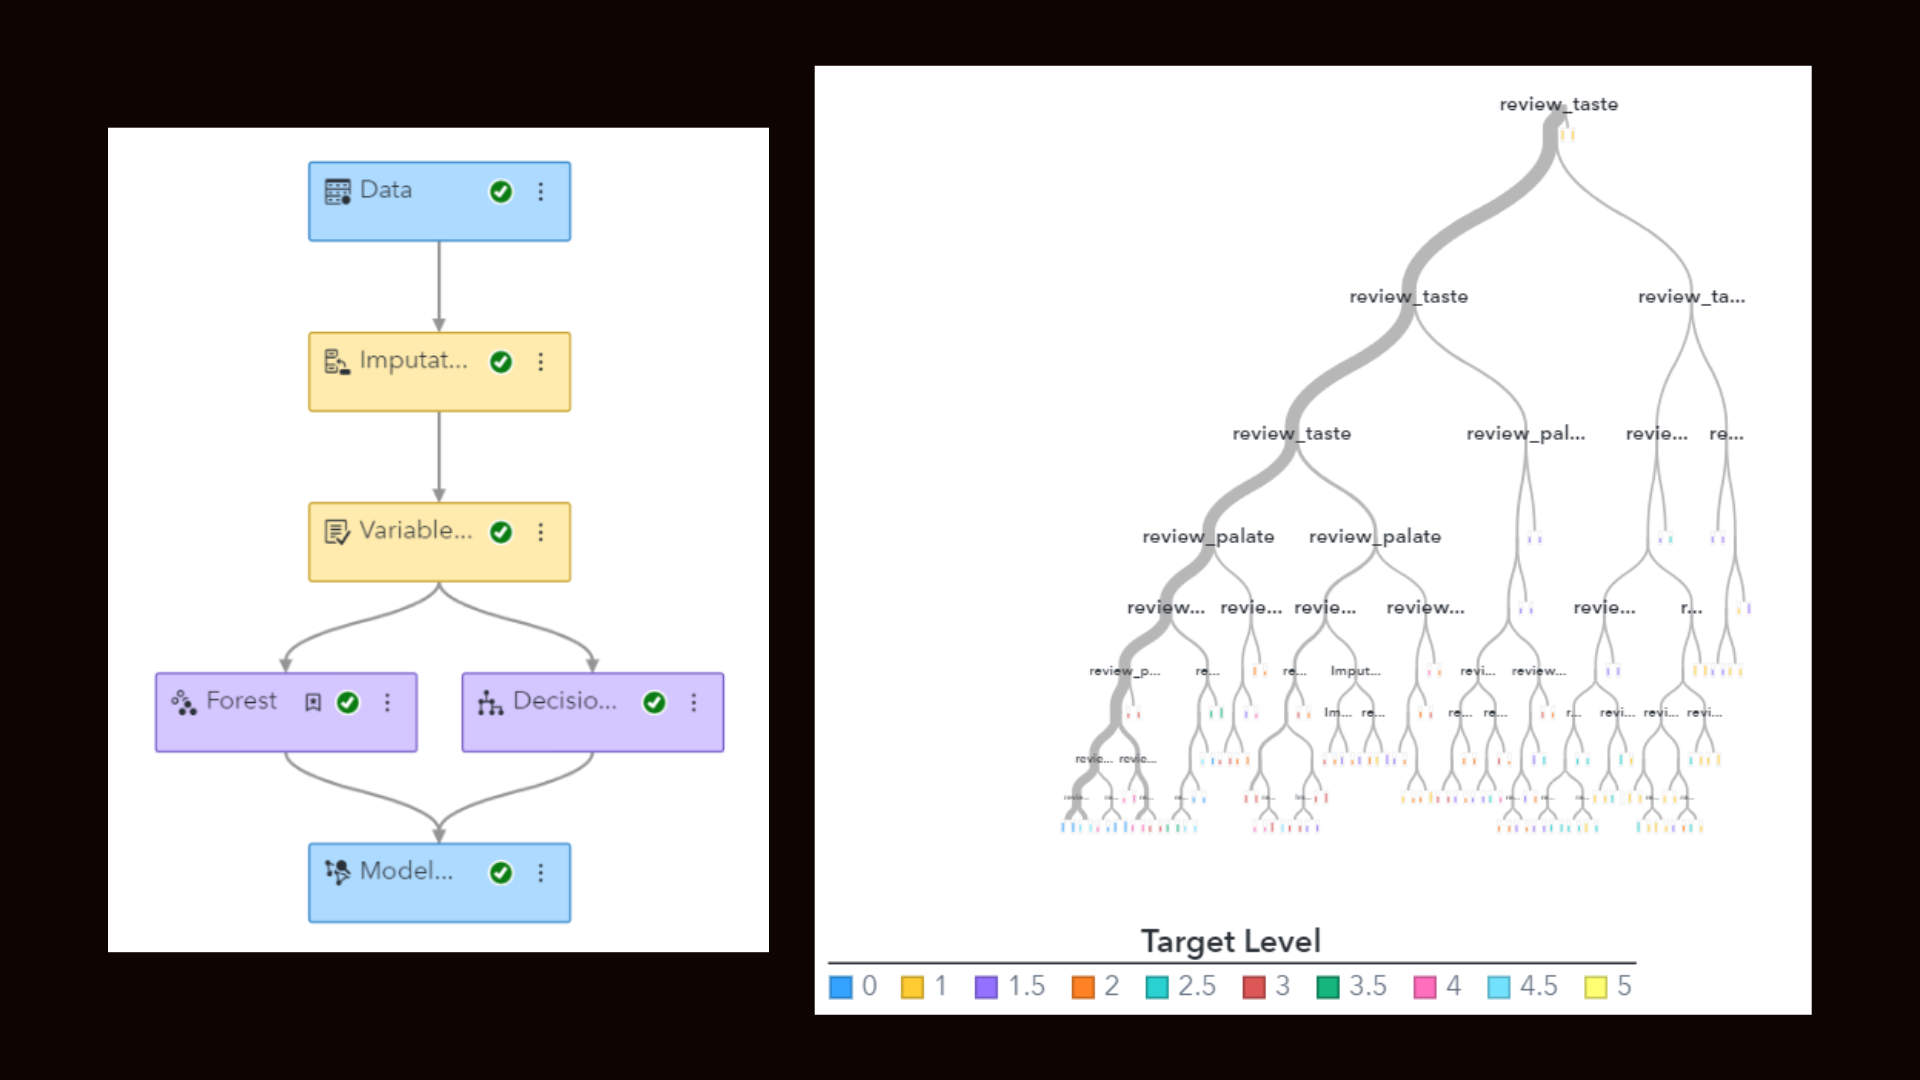 Data
Imputat...
Variable...
Forest
Decisio...
Model...
review_taste
review_taste
review_ta...
review_taste
review_pal...
revie...
re...
review_palate
review_palate
review...
revie...
revie...
review...
revie...
r...
review_p...
re...
re...
Imput...
revi...
review...
Im...
re...
re...
re...
r...
revi...
revi...
revi...
revie...
revie...
Target Level
0 1 1.5 2 2.5 3 3.5 4 4.5 5